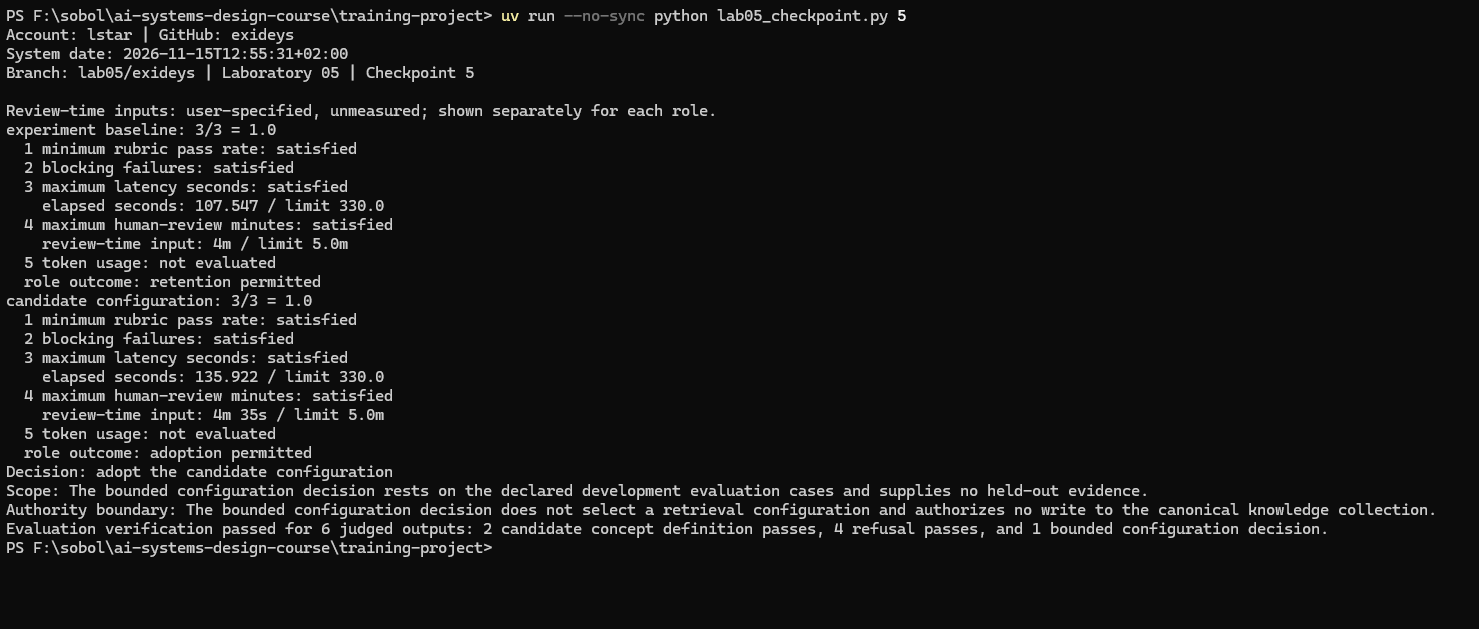 PS F:\sobol\ai-systems-design-course\training-project> uv run --no-sync python lab05_checkpoint.py 5
Account: lstar | GitHub: exideys
System date: 2026-11-15T12:55:31+02:00
Branch: lab05/exideys | Laboratory 05 | Checkpoint 5
Review-time inputs: user-specified, unmeasured; shown separately for each role.
experiment baseline: 3/3 = 1.0
1 minimum rubric pass rate: satisfied
2 blocking failures: satisfied
3 maximum latency seconds: satisfied
elapsed seconds: 107.547 / limit 330.0
4 maximum human-review minutes: satisfied
review-time input: 4m / limit 5.0m
5 token usage: not evaluated
role outcome: retention permitted
candidate configuration: 3/3 = 1.0
1 minimum rubric pass rate: satisfied
2 blocking failures: satisfied
3 maximum latency seconds: satisfied
elapsed seconds: 135.922 / limit 330.0
4 maximum human-review minutes: satisfied
review-time input: 4m 35s / limit 5.0m
5 token usage: not evaluated
role outcome: adoption permitted
Decision: adopt the candidate configuration
Scope: The bounded configuration decision rests on the declared development evaluation cases and supplies no held-out evidence.
Authority boundary: The bounded configuration decision does not select a retrieval configuration and authorizes no write to the canonical knowledge collection.
Evaluation verification passed for 6 judged outputs: 2 candidate concept definition passes, 4 refusal passes, and 1 bounded configuration decision.
PS F:\sobol\ai-systems-design-course\training-project>